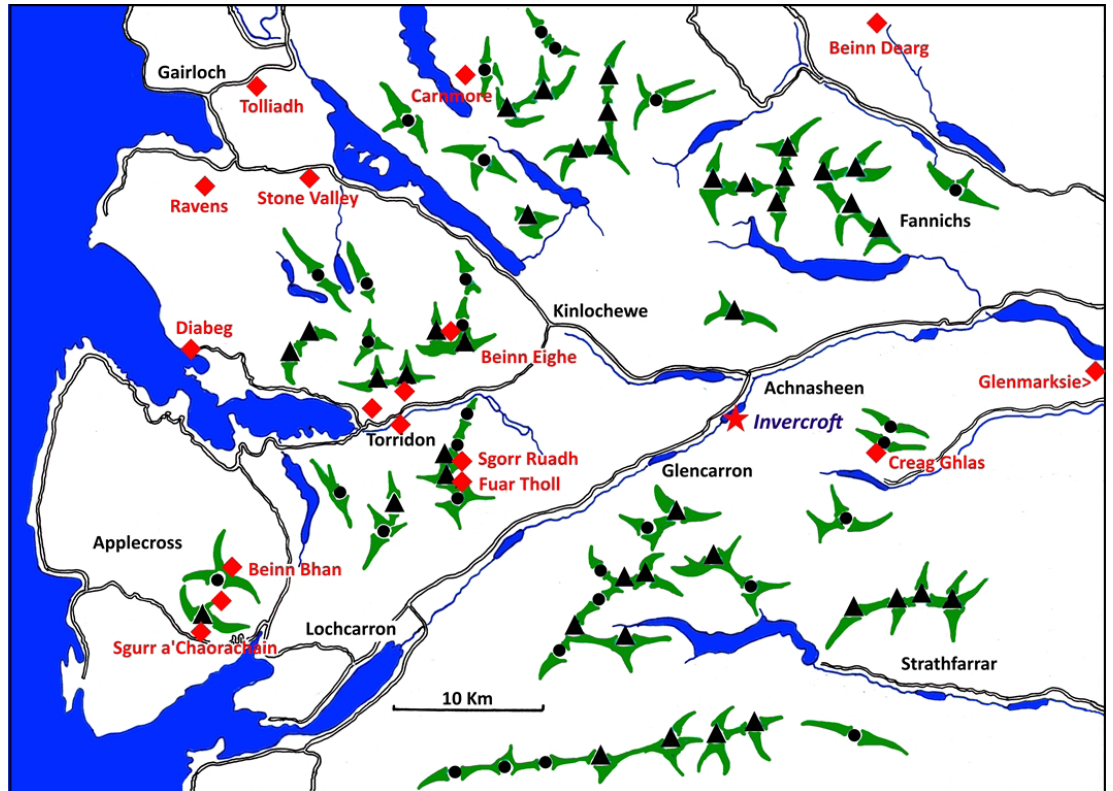 Beinn Dearg
Gairloch
Tolliadh
Carnmore
Ravens
Stone Valley
Fannichs
Kinlochewe
Diabeg
Beinn Eighe
Achnasheen
Glenmarksie>
Invercroft
Torridon
Sgorr Ruadh
Glencarron
Creag Ghlas
Fuar Tholl
Applecross
Beinn Bhan
Lochcarron
Sgurr a'Chaorachain
Strathfarrar
10 Km